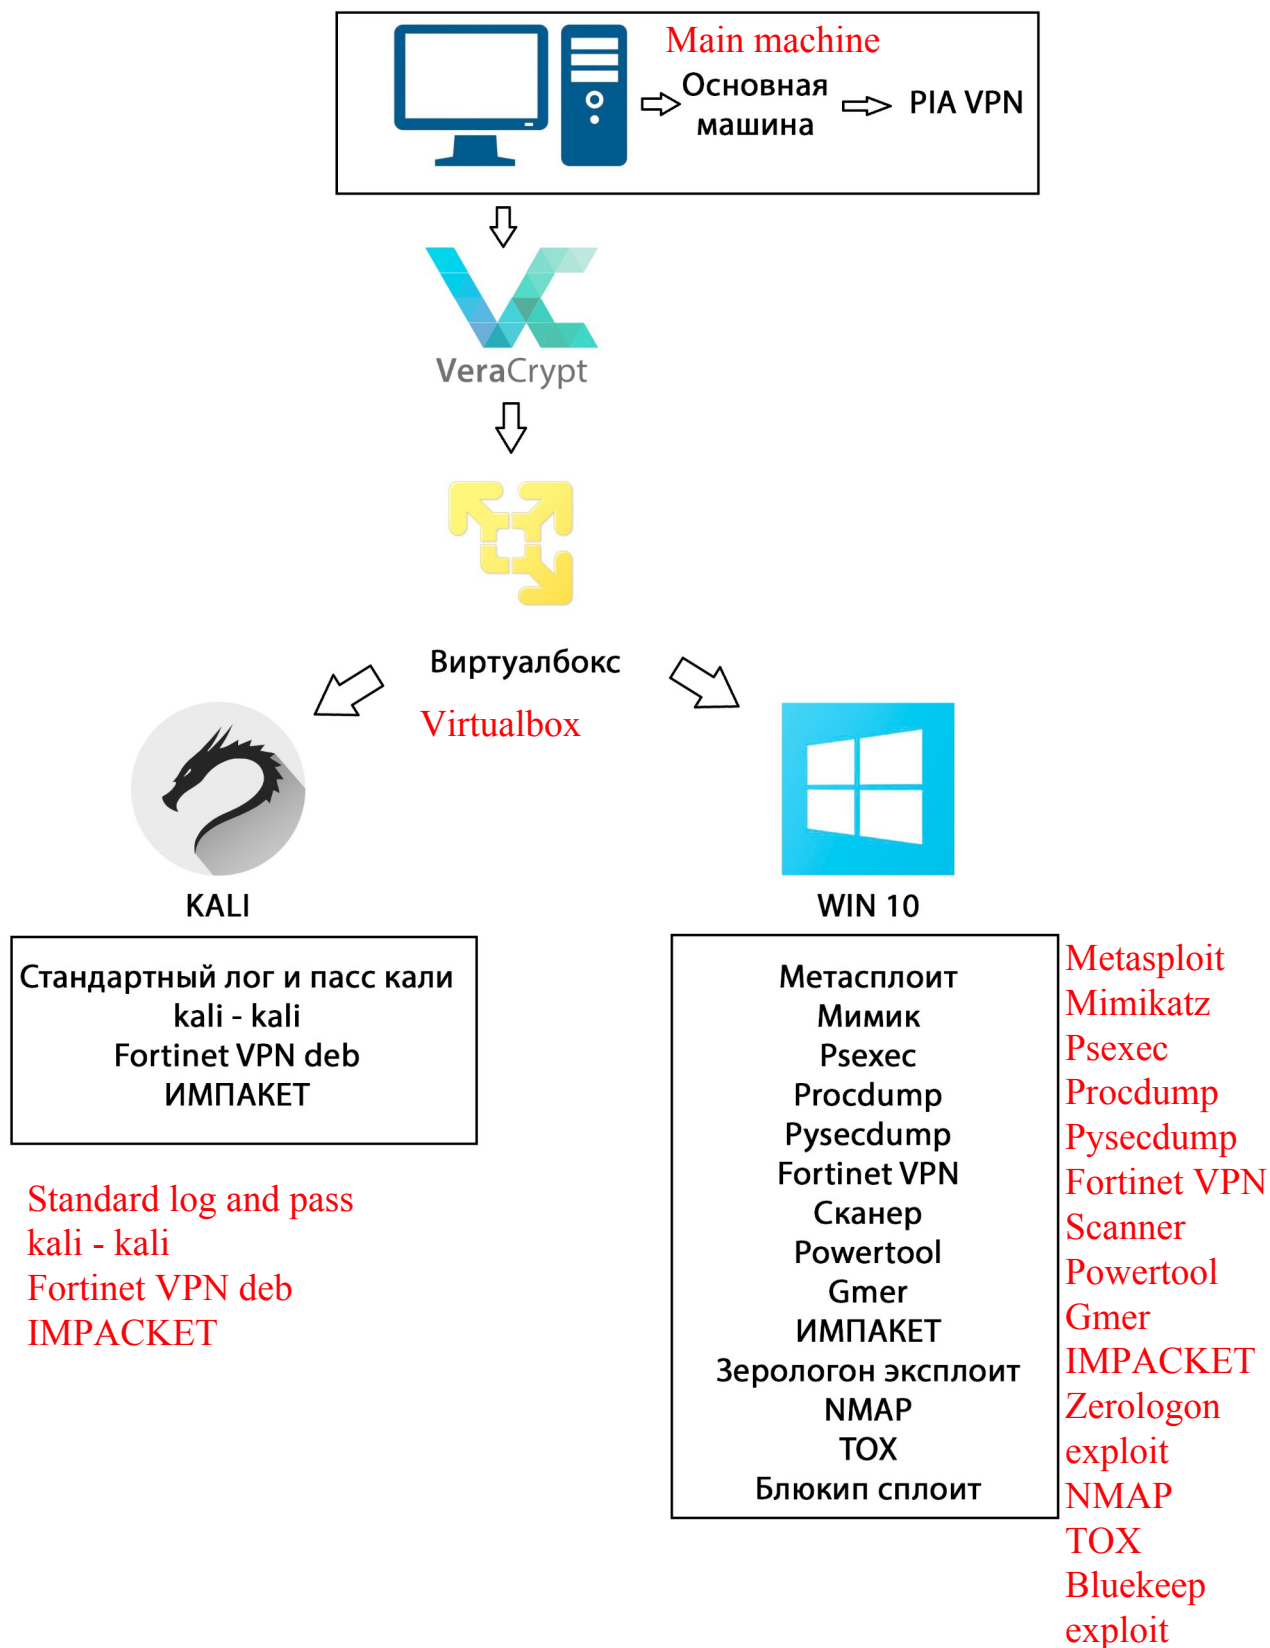 Main machine
Основная
машина
PIA VPN
VeraCrypt
Виртуалбокс
Virtualbox
KALI
Стандартный лог и пасс кали
kali - kali
Fortinet VPN deb
ИМПАКЕТ
Standard log and pass
kali - kali
Fortinet VPN deb
IMPACKET
WIN 10
Метасплоит
Мимик
Psexec
Procdump
Pysecdump
Fortinet VPN
Сканер
Powertool
Gmer
ИМПАКЕТ
Зерологон эксплоит
NMAP
TOX
Блюкип сплоит
Metasploit
Mimikatz
Psexec
Procdump
Pysecdump
Fortinet VPN
Scanner
Powertool
Gmer
IMPACKET
Zerologon
exploit
NMAP
TOX
Bluekeep
exploit